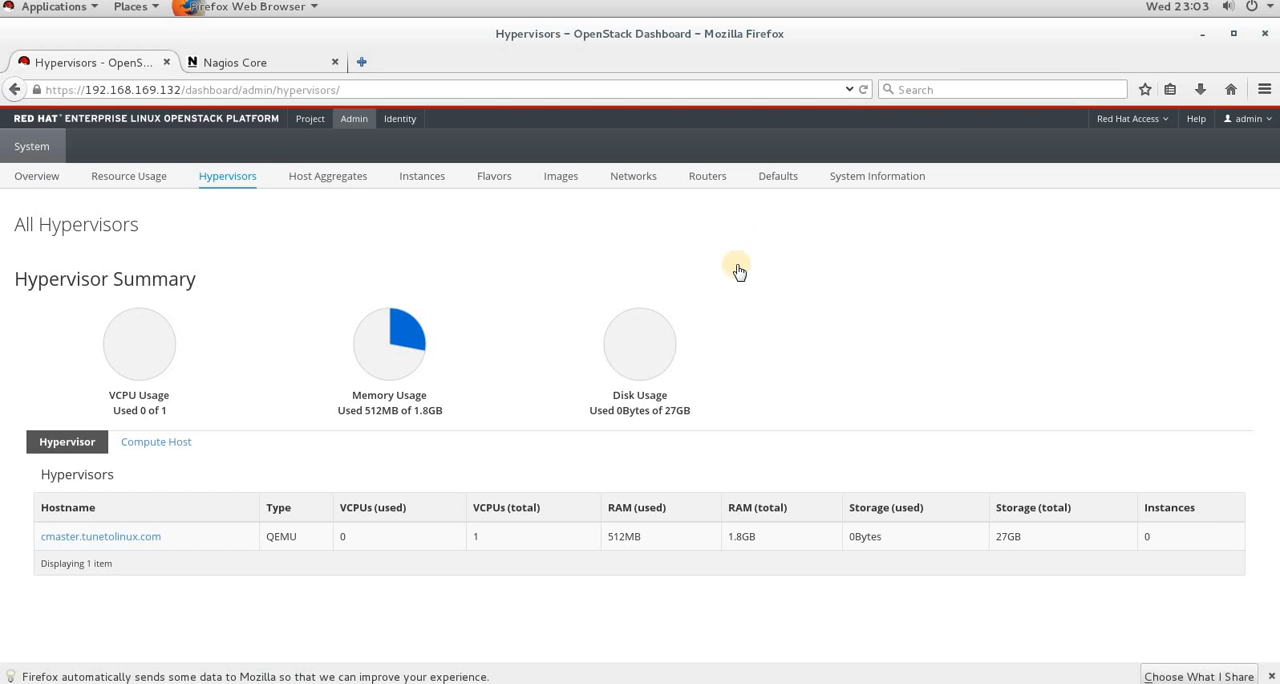 Applications Places Firefox Web Browser Wed 23:03
Hypervisors - OpenStack Dashboard - Mozilla Firefox
Hypervisors - OpenS... × N Nagios Core ×
https://192.168.169.132/dashboard/admin/hypervisors/ Search
RED HAT® ENTERPRISE LINUX OPENSTACK PLATFORM Project Admin Identity Red Hat Access Help admin
System
Overview Resource Usage Hypervisors Host Aggregates Instances Flavors Images Networks Routers Defaults System Information
All Hypervisors
Hypervisor Summary
VCPU Usage Memory Usage Disk Usage
Used 0 of 1 Used 512MB of 1.8GB Used 0Bytes of 27GB
Hypervisor Compute Host
Hypervisors
Hostname Type VCPUs (used) VCPUs (total) RAM (used) RAM (total) Storage (used) Storage (total) Instances
cmaster.tunetolinux.com QEMU 0 1 512MB 1.8GB 0Bytes 27GB 0
Displaying 1 item
Firefox automatically sends some data to Mozilla so that we can improve your experience. Choose What I Share ×